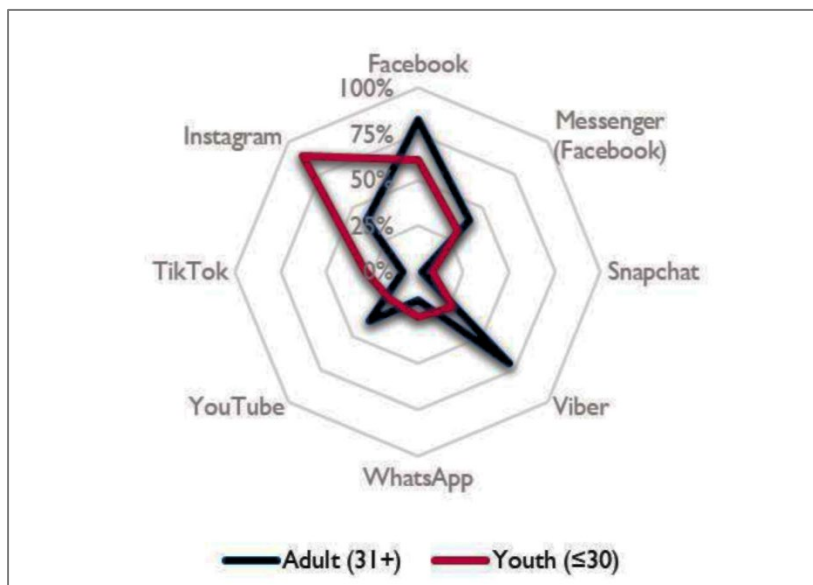 Facebook
100%
Messenger
(Facebook)
Instagram
75%
50%
25%
TikTok
0%
Snapchat
YouTube
Viber
WhatsApp
Adult (31+) Youth (≤30)